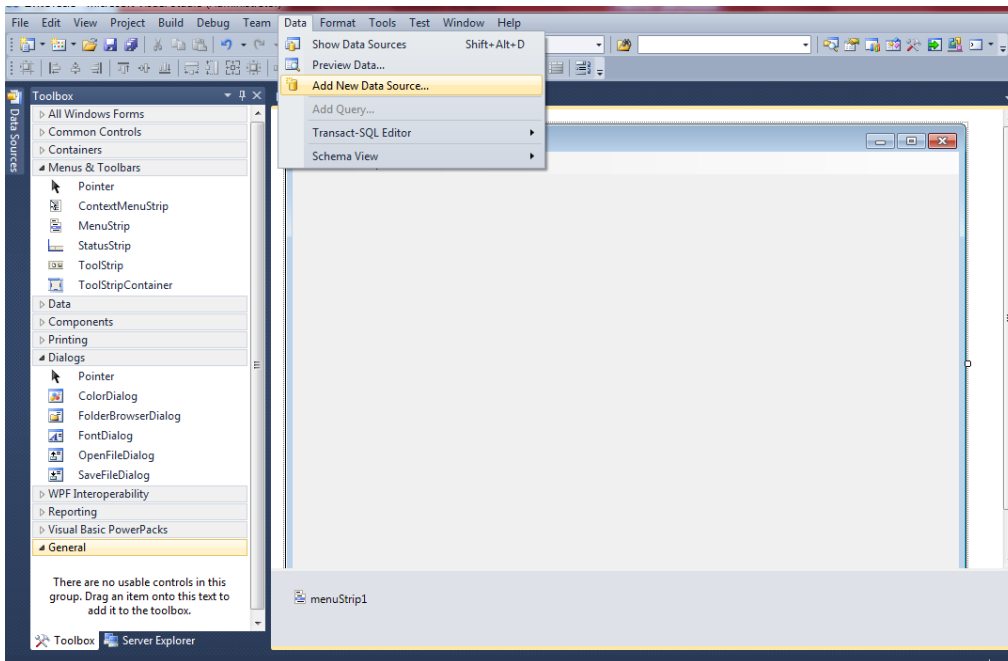 File Edit View Project Build Debug Team Data Format Tools Test Window Help
Show Data Sources Shift+Alt+D
Preview Data...
Add New Data Source...
Add Query...
Transact-SQL Editor
Schema View
Data Sources
Toolbox
All Windows Forms
Common Controls
Containers
Menus & Toolbars
Pointer
ContextMenuStrip
MenuStrip
StatusStrip
ToolStrip
ToolStripContainer
Data
Components
Printing
Dialogs
Pointer
ColorDialog
FolderBrowserDialog
FontDialog
OpenFileDialog
SaveFileDialog
WPF Interoperability
Reporting
Visual Basic PowerPacks
General
There are no usable controls in this
group. Drag an item onto this text to
add it to the toolbox.
menuStrip1
Toolbox Server Explorer